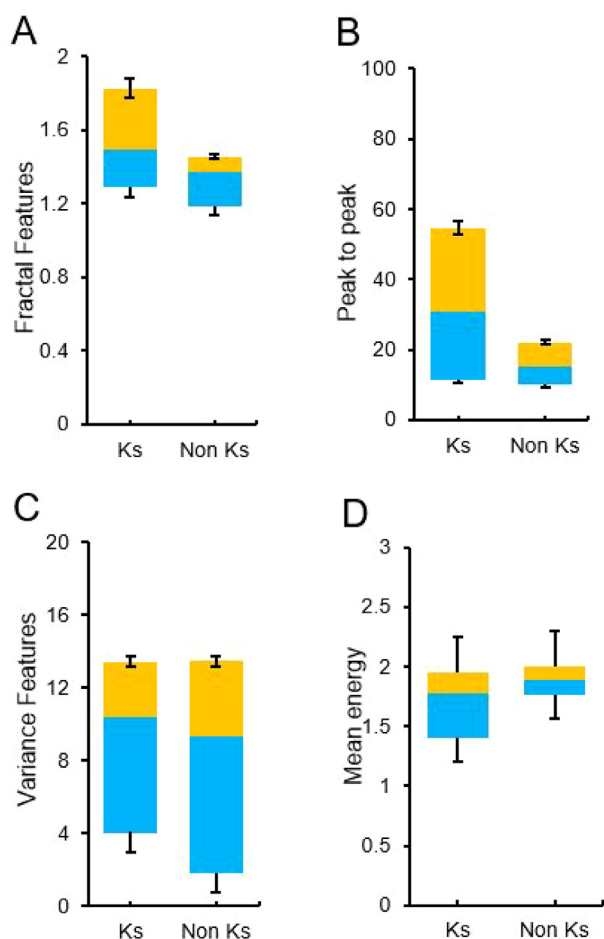 A
Fractal Features
2
1.6
1.2
0.8
0.4
0
Ks Non Ks
B
Peak to peak
100
80
60
40
20
0
Ks Non Ks
C
Variance Features
20
16
12
8
4
0
Ks Non Ks
D
Mean energy
3
2.5
2
1.5
1
0.5
0
Ks Non Ks